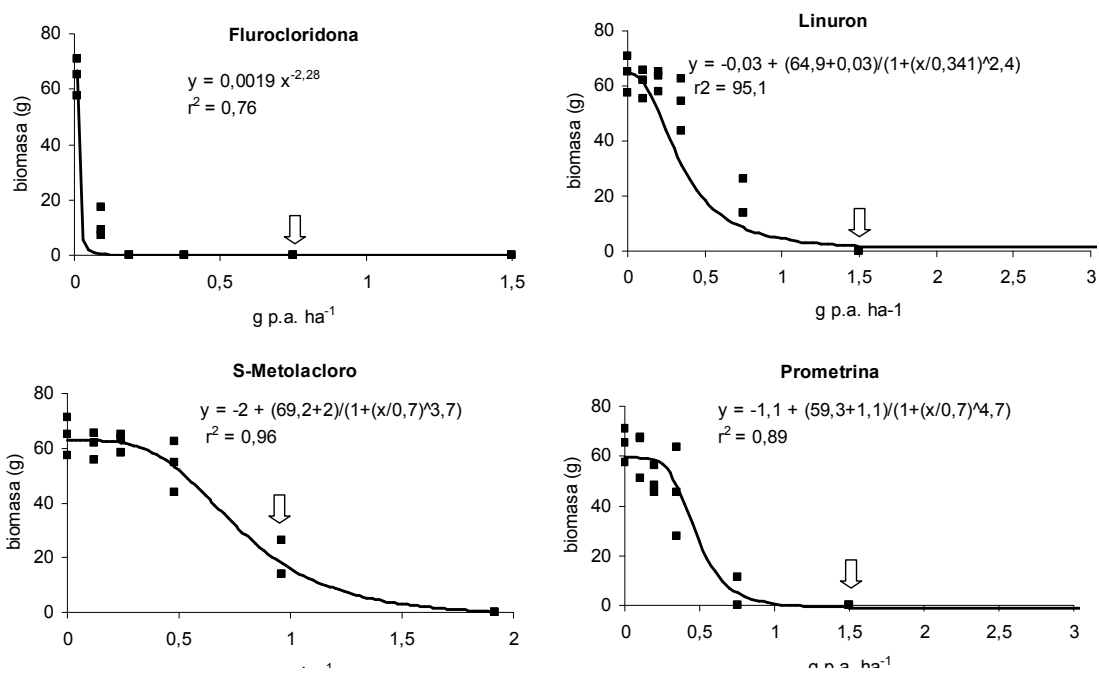 Flurocloridona
y = 0,0019 x^-2,28
r² = 0,76
biomasa (g)
80
60
40
20
0
0
0,5
1
1,5
g p.a. ha⁻¹
Linuron
y = -0,03 + (64,9+0,03)/(1+(x/0,341)^2,4)
r2 = 95,1
biomasa (g)
80
60
40
20
0
0
0,5
1
1,5
2
2,5
3
g p.a. ha-1
S-Metolacloro
y = -2 + (69,2+2)/(1+(x/0,7)^3,7)
r² = 0,96
biomasa (g)
80
60
40
20
0
0
0,5
1
1,5
2
Prometrina
y = -1,1 + (59,3+1,1)/(1+(x/0,7)^4,7)
r² = 0,89
biomasa (g)
80
60
40
20
0
0
0,5
1
1,5
2
2,5
3
g p.a. ha⁻¹